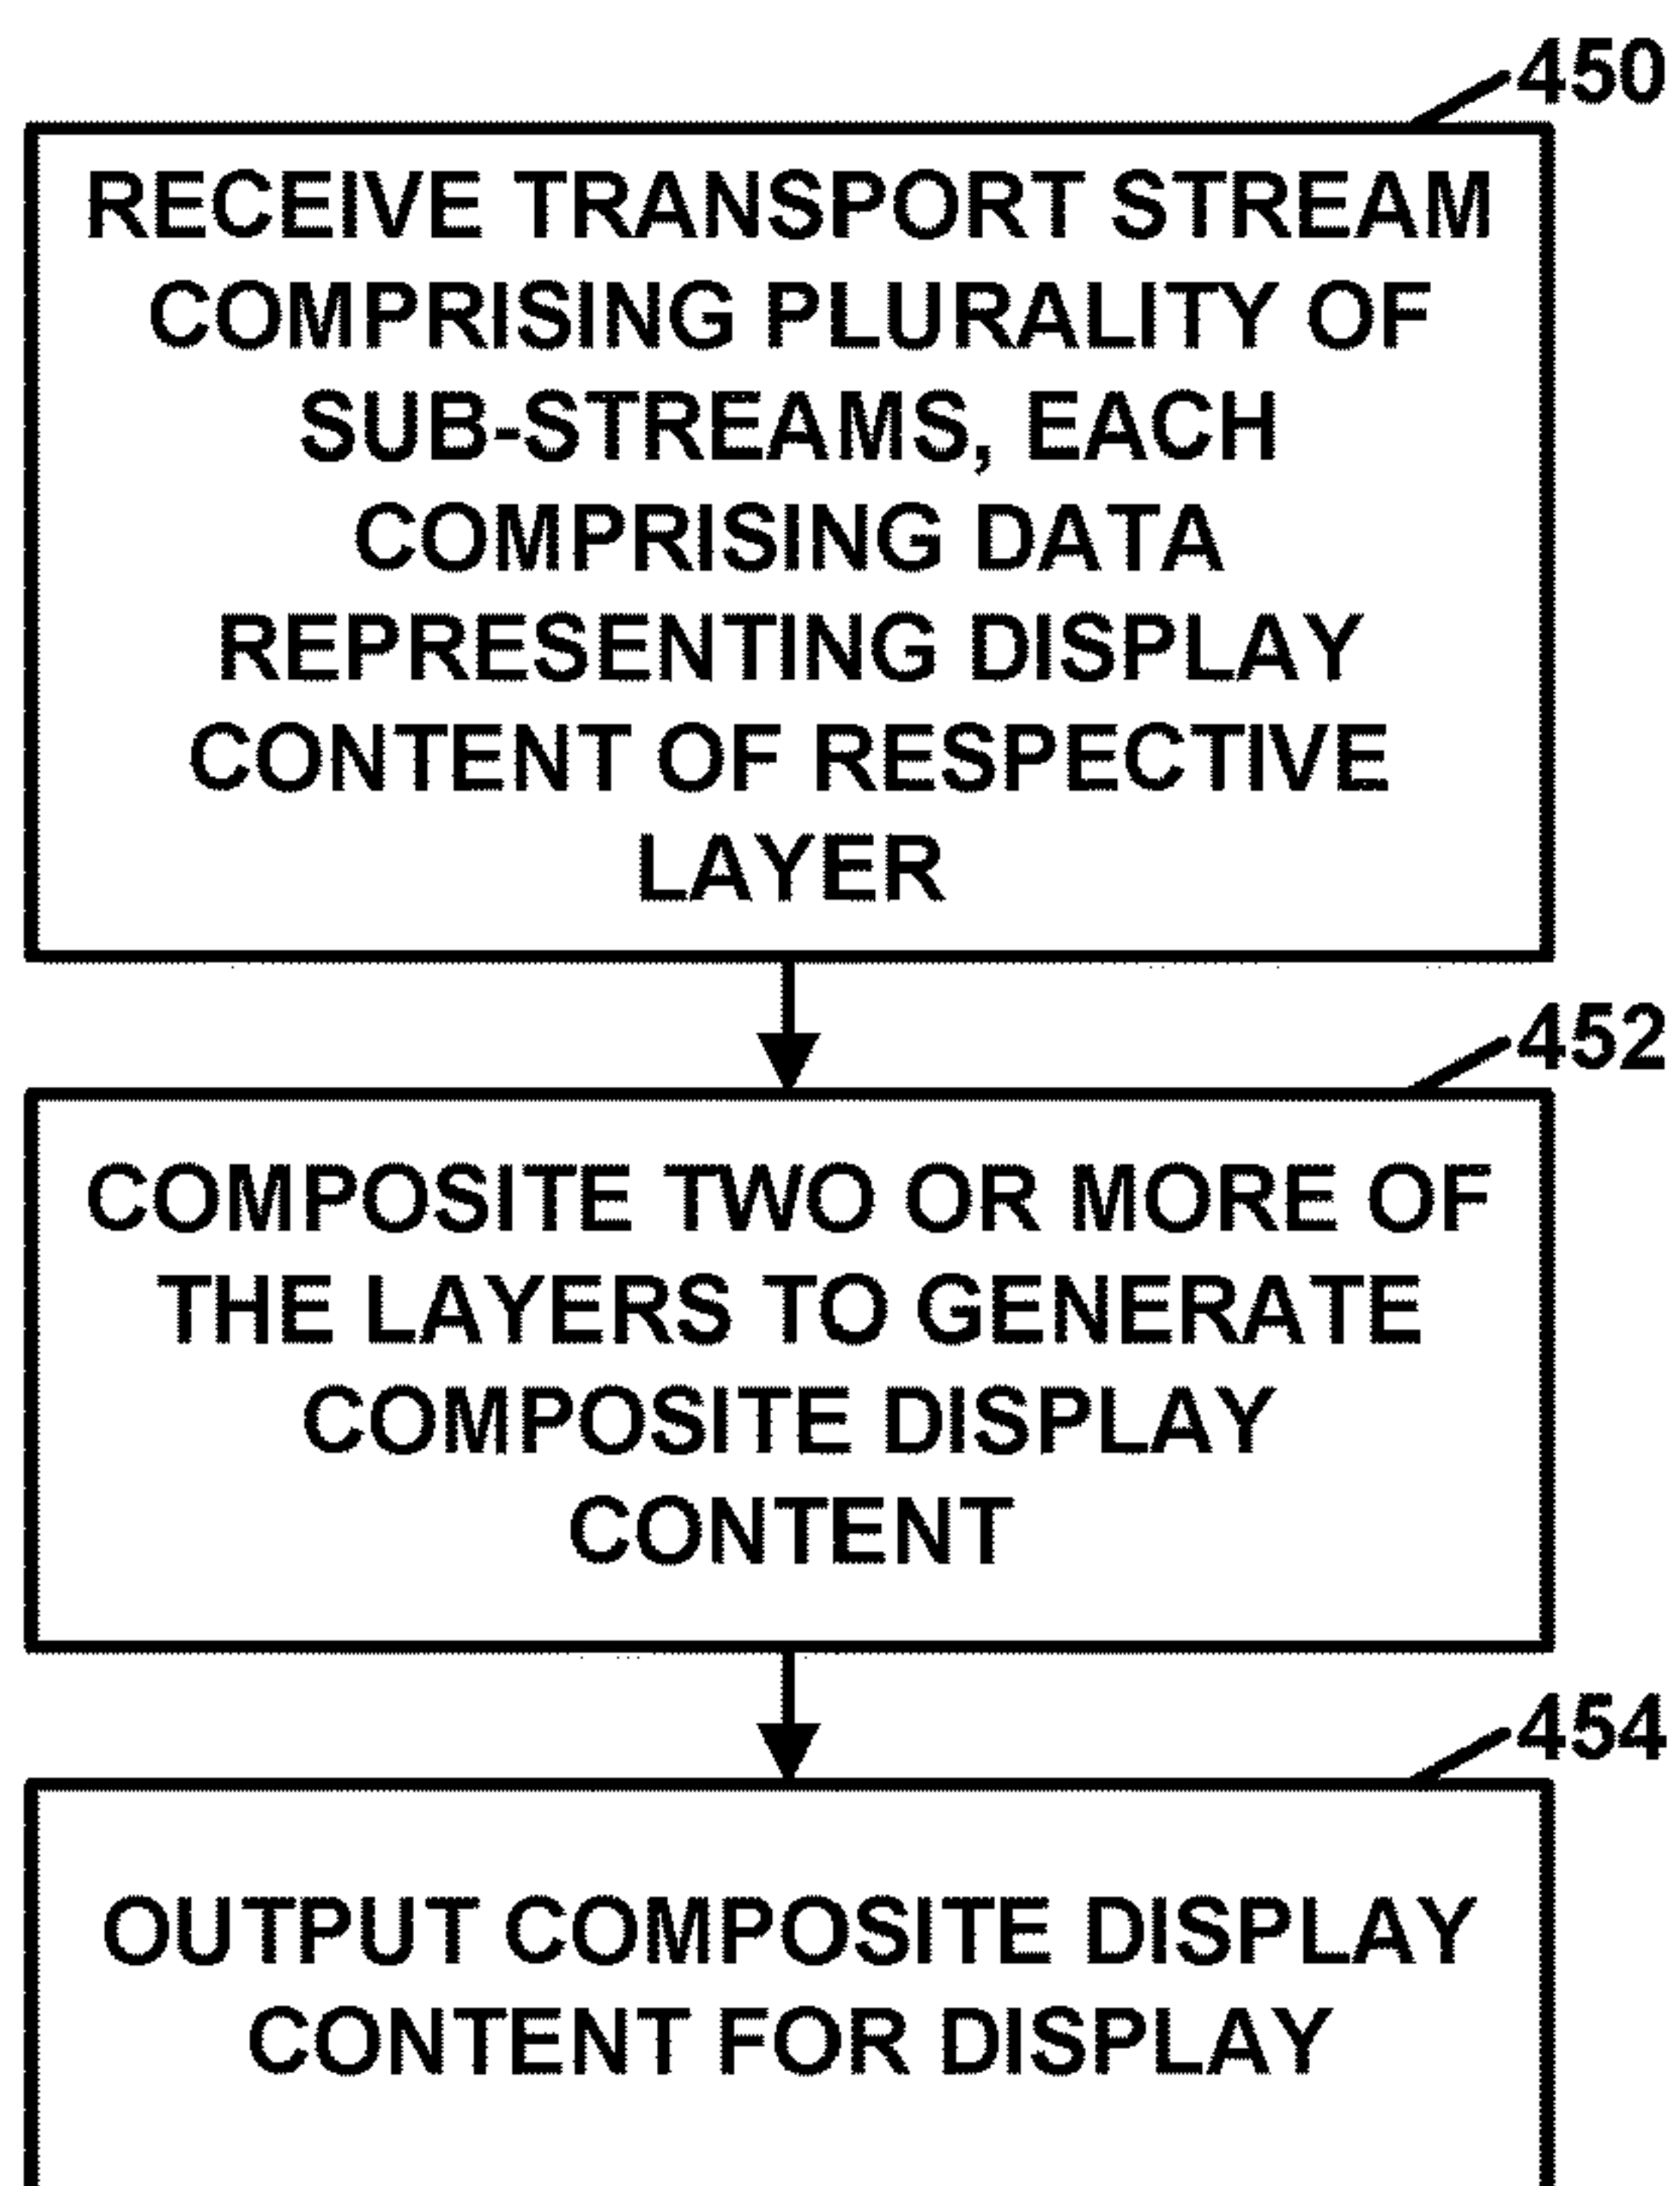 450
RECEIVE TRANSPORT STREAM
COMPRISING PLURALITY OF
SUB-STREAMS, EACH
COMPRISING DATA
REPRESENTING DISPLAY
CONTENT OF RESPECTIVE
LAYER
452
COMPOSITE TWO OR MORE OF
THE LAYERS TO GENERATE
COMPOSITE DISPLAY
CONTENT
454
OUTPUT COMPOSITE DISPLAY
CONTENT FOR DISPLAY